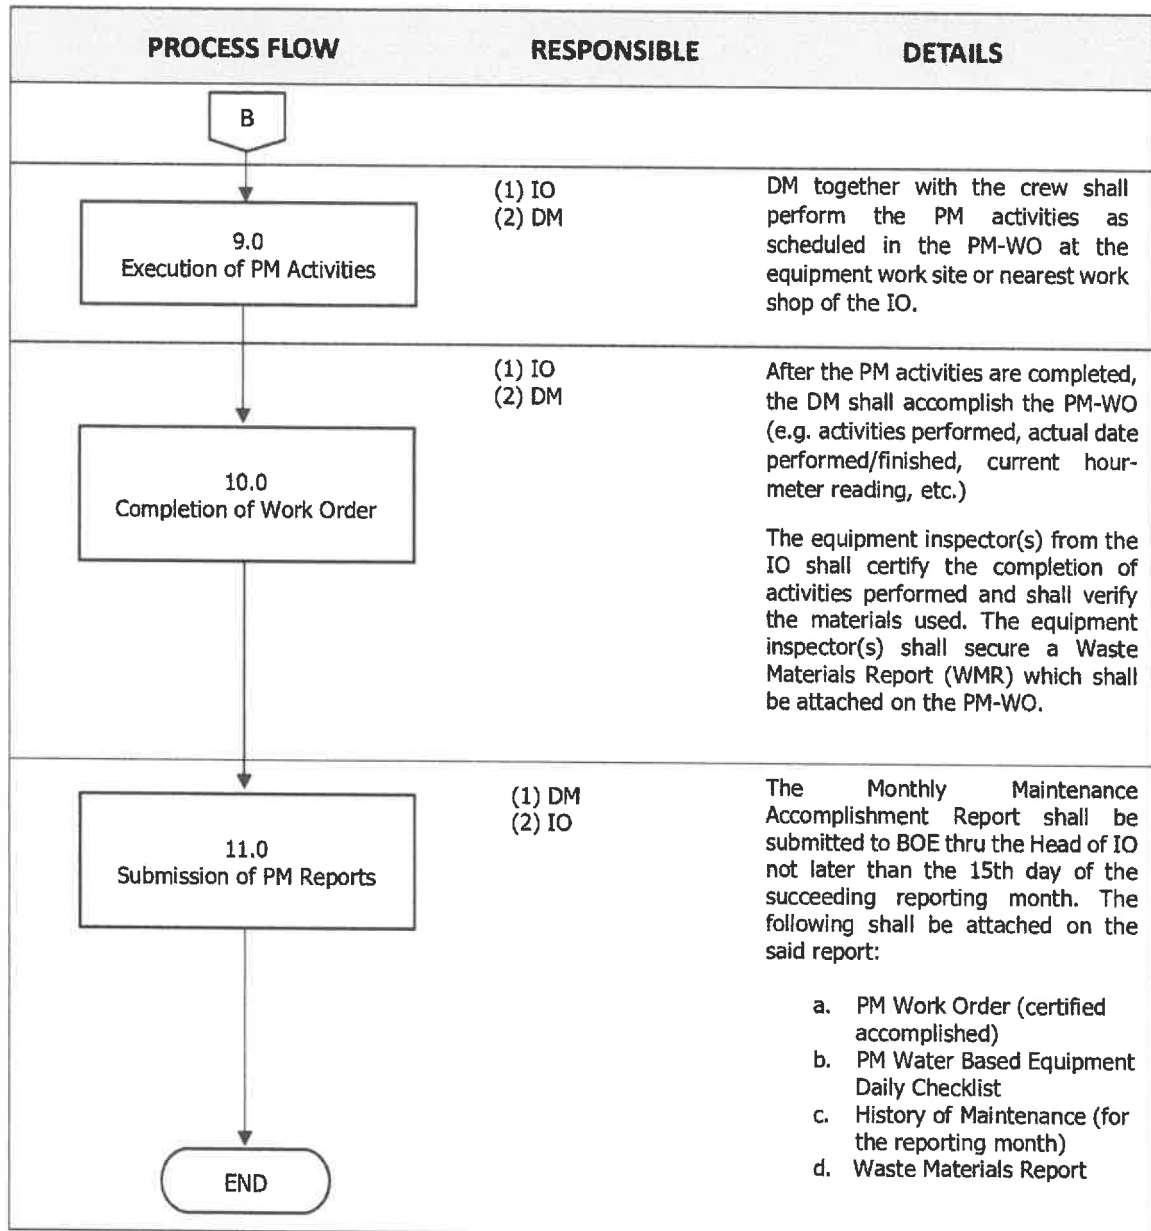 PROCESS FLOW RESPONSIBLE DETAILS
B
9.0
Execution of PM Activities
(1) IO
(2) DM
DM together with the crew shall
perform the PM activities as
scheduled in the PM-WO at the
equipment work site or nearest work
shop of the IO.
10.0
Completion of Work Order
(1) IO
(2) DM
After the PM activities are completed,
the DM shall accomplish the PM-WO
(e.g. activities performed, actual date
performed/finished, current hour-
meter reading, etc.)
The equipment inspector(s) from the
IO shall certify the completion of
activities performed and shall verify
the materials used. The equipment
inspector(s) shall secure a Waste
Materials Report (WMR) which shall
be attached on the PM-WO.
11.0
Submission of PM Reports
(1) DM
(2) IO
The Monthly Maintenance
Accomplishment Report shall be
submitted to BOE thru the Head of IO
not later than the 15th day of the
succeeding reporting month. The
following shall be attached on the
said report:
a. PM Work Order (certified
accomplished)
b. PM Water Based Equipment
Daily Checklist
c. History of Maintenance (for
the reporting month)
d. Waste Materials Report
END